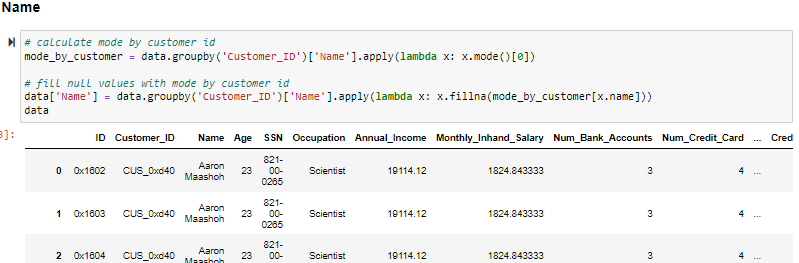 Name
# calculate mode by customer id
mode_by_customer = data.groupby('Customer_ID')['Name'].apply(lambda x: x.mode()[0])
# fill null values with mode by customer id
data['Name'] = data.groupby('Customer_ID')['Name'].apply(lambda x: x.fillna(mode_by_customer[x.name]))
data
]:
ID Customer_ID Name Age SSN Occupation Annual_Income Monthly_Inhand_Salary Num_Bank_Accounts Num_Credit_Card ... Cred
0 0x1602 CUS_0xd40 Aaron Maashoh 23 821-00-0265 Scientist 19114.12 1824.843333 3 4 ...
1 0x1603 CUS_0xd40 Aaron Maashoh 23 821-00-0265 Scientist 19114.12 1824.843333 3 4 ...
2 0x1604 CUS_0xd40 Aaron Maashoh 23 821-00- Scientist 19114.12 1824.843333 3 4 ...